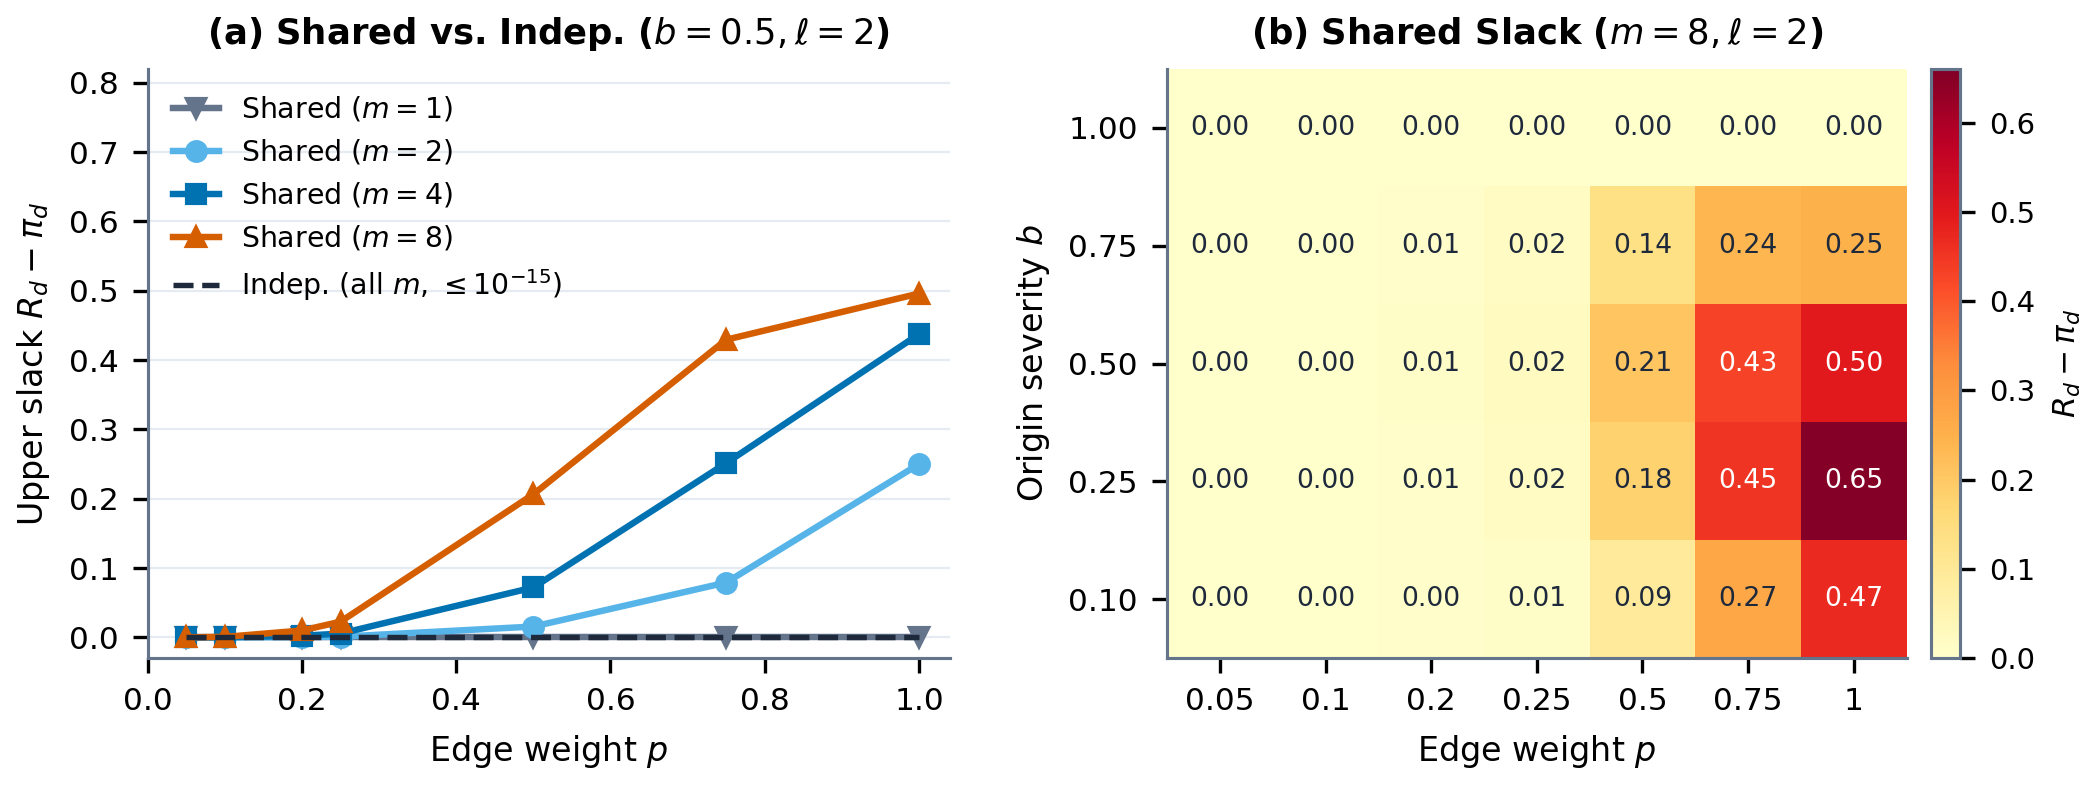 (a) Shared vs. Indep. (b = 0.5, ℓ = 2)
Upper slack R_d − π_d
0.8
0.7
0.6
0.5
0.4
0.3
0.2
0.1
0.0
Shared (m = 1)
Shared (m = 2)
Shared (m = 4)
Shared (m = 8)
Indep. (all m, ≤ 10⁻¹⁵)
0.0 0.2 0.4 0.6 0.8 1.0
Edge weight p
(b) Shared Slack (m = 8, ℓ = 2)
Origin severity b
1.00 0.00 0.00 0.00 0.00 0.00 0.00 0.00
0.75 0.00 0.00 0.01 0.02 0.14 0.24 0.25
0.50 0.00 0.00 0.01 0.02 0.21 0.43 0.50
0.25 0.00 0.00 0.01 0.02 0.18 0.45 0.65
0.10 0.00 0.00 0.00 0.01 0.09 0.27 0.47
0.05 0.1 0.2 0.25 0.5 0.75 1
Edge weight p
0.6
0.5
0.4
0.3
0.2
0.1
0.0
R_d − π_d